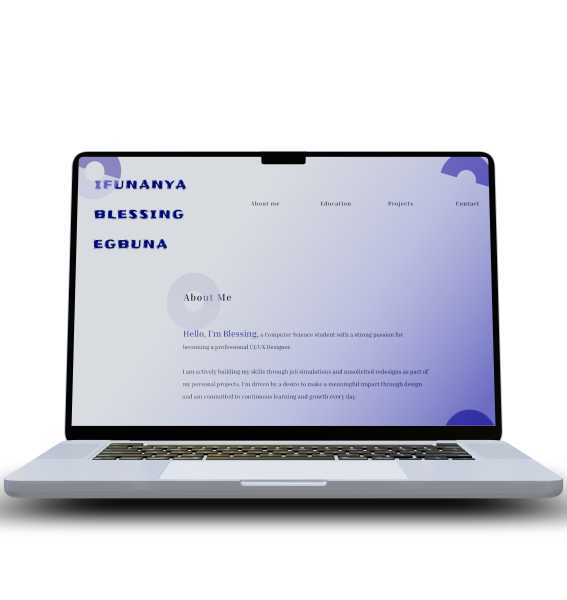 IFUNANYA
BLESSING
EGBUNA
About me Education Projects Contact
About Me
Hello, I'm Blessing, a Computer Science student with a strong passion for
becoming a professional UI/UX Designer.
I am actively building my skills through job simulations and unsolicited redesigns as part of
my personal projects. I'm driven by a desire to make a meaningful impact through design
and am committed to continuous learning and growth every day.